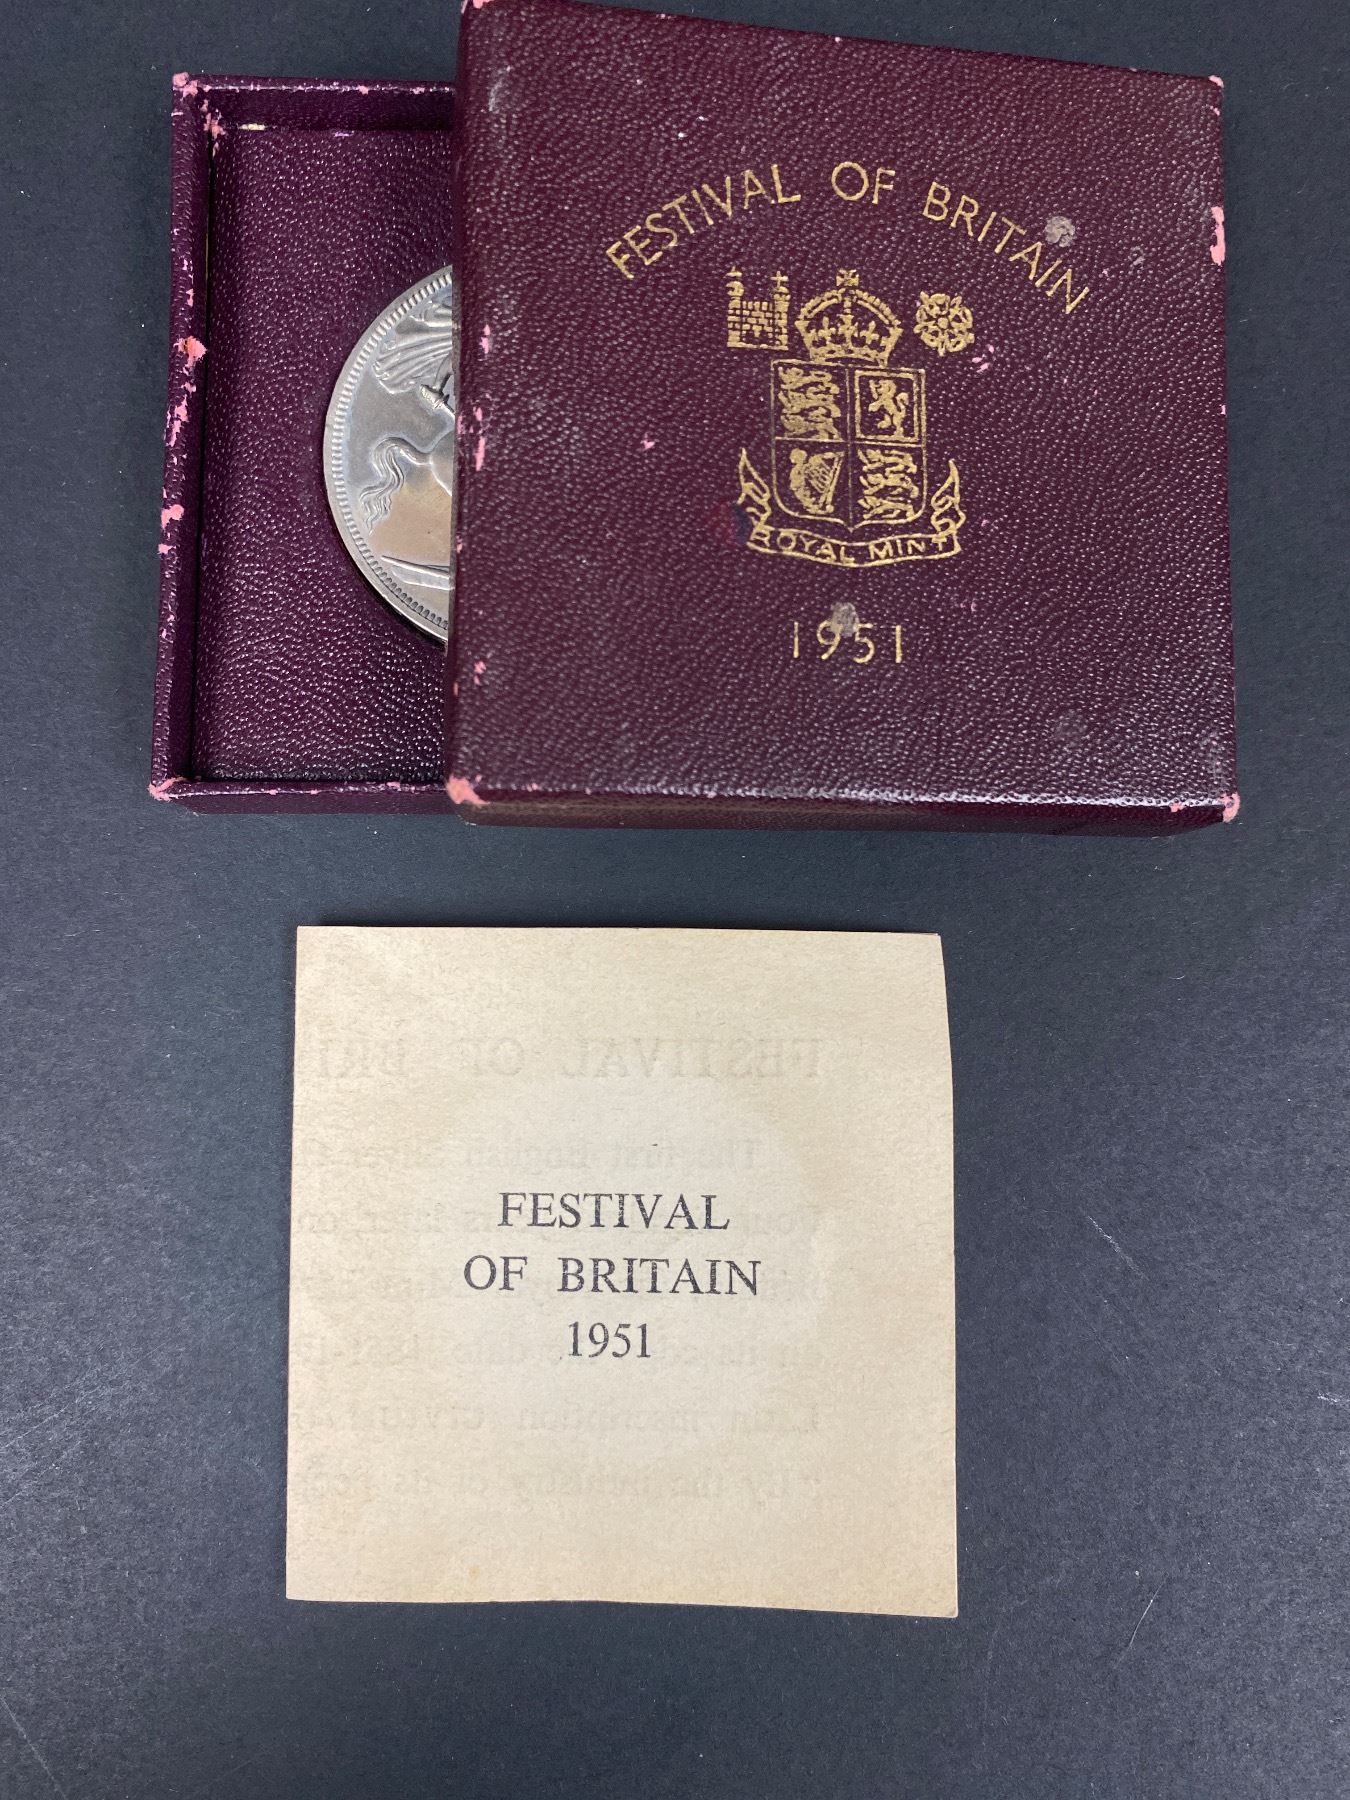 FESTIVAL OF BRITAIN
ROYAL MINT
1951
FESTIVAL
OF BRITAIN
1951